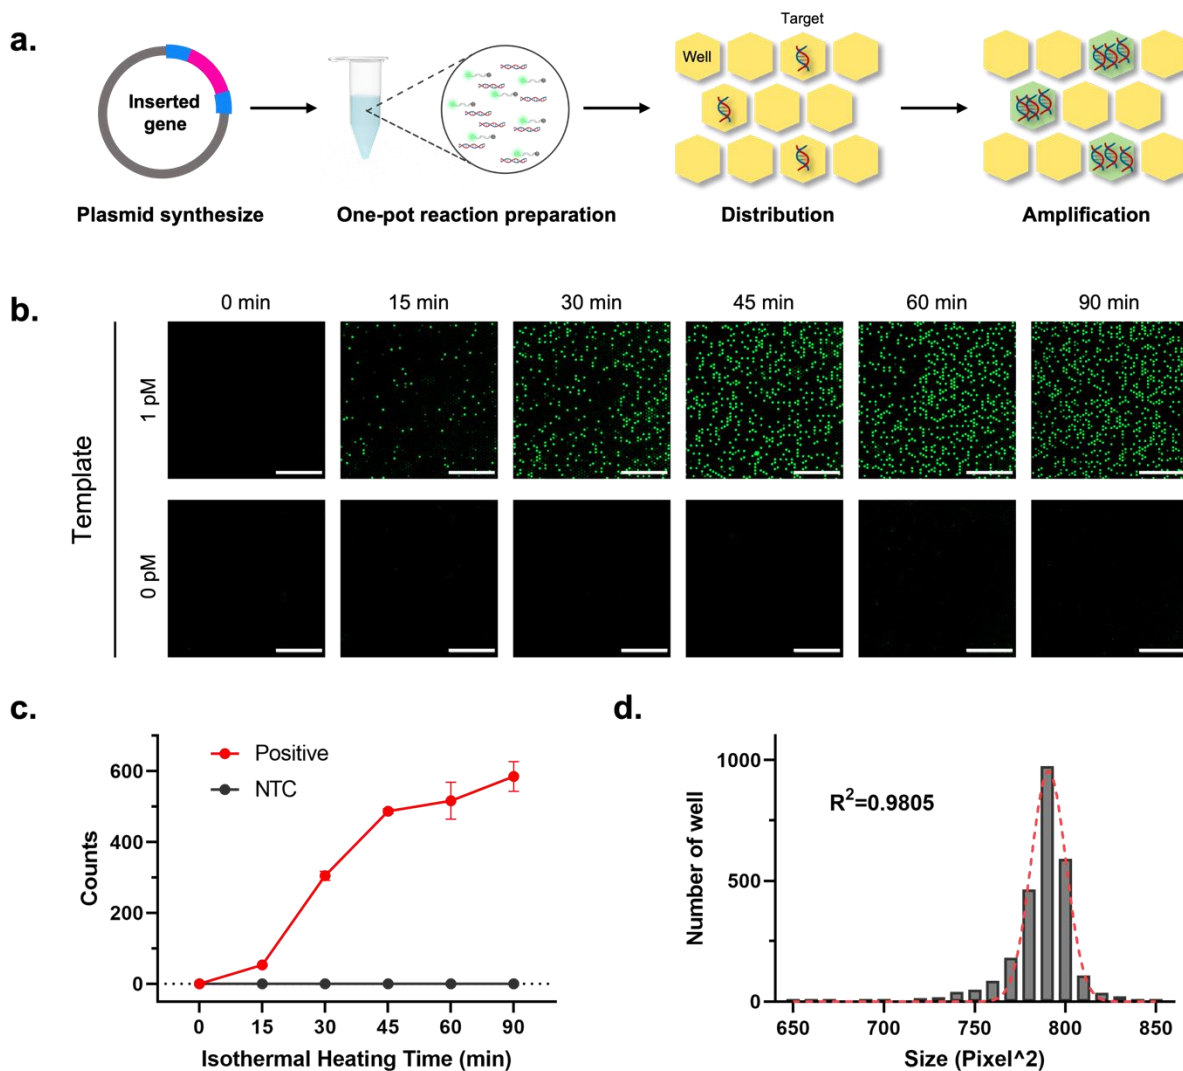 a.
Inserted
gene
Target
Well
Plasmid synthesize
One-pot reaction preparation
Distribution
Amplification
b.
0 min
15 min
30 min
45 min
60 min
90 min
Template
1 pM
0 pM
c.
Positive
NTC
600
400
200
0
Counts
0
15
30
45
60
90
Isothermal Heating Time (min)
d.
R²=0.9805
1000
500
0
Number of well
650
700
750
800
850
Size (Pixel^2)